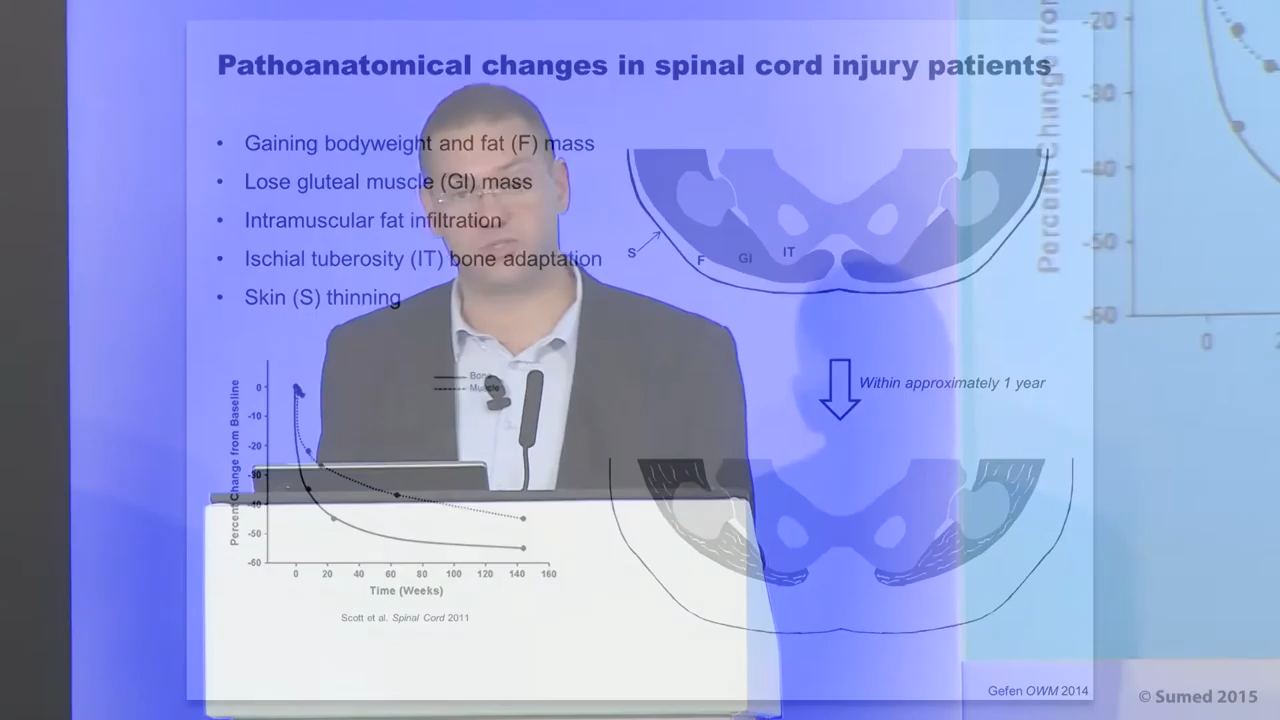 Pathoanatomical changes in spinal cord injury patients
• Gaining bodyweight and fat (F) mass
• Lose gluteal muscle (GI) mass
• Intramuscular fat infiltration
• Ischial tuberosity (IT) bone adaptation
• Skin (S) thinning
S
F
GI
IT
Within approximately 1 year
Bone
Muscle
Percent Change from Baseline
0
-10
-20
-30
-40
-50
-60
0 20 40 60 80 100 120 140 160
Time (Weeks)
Scott et al. Spinal Cord 2011
Gefen OWM 2014
Percent Change from
-20
-30
-40
-50
-60
0
© Sumed 2015